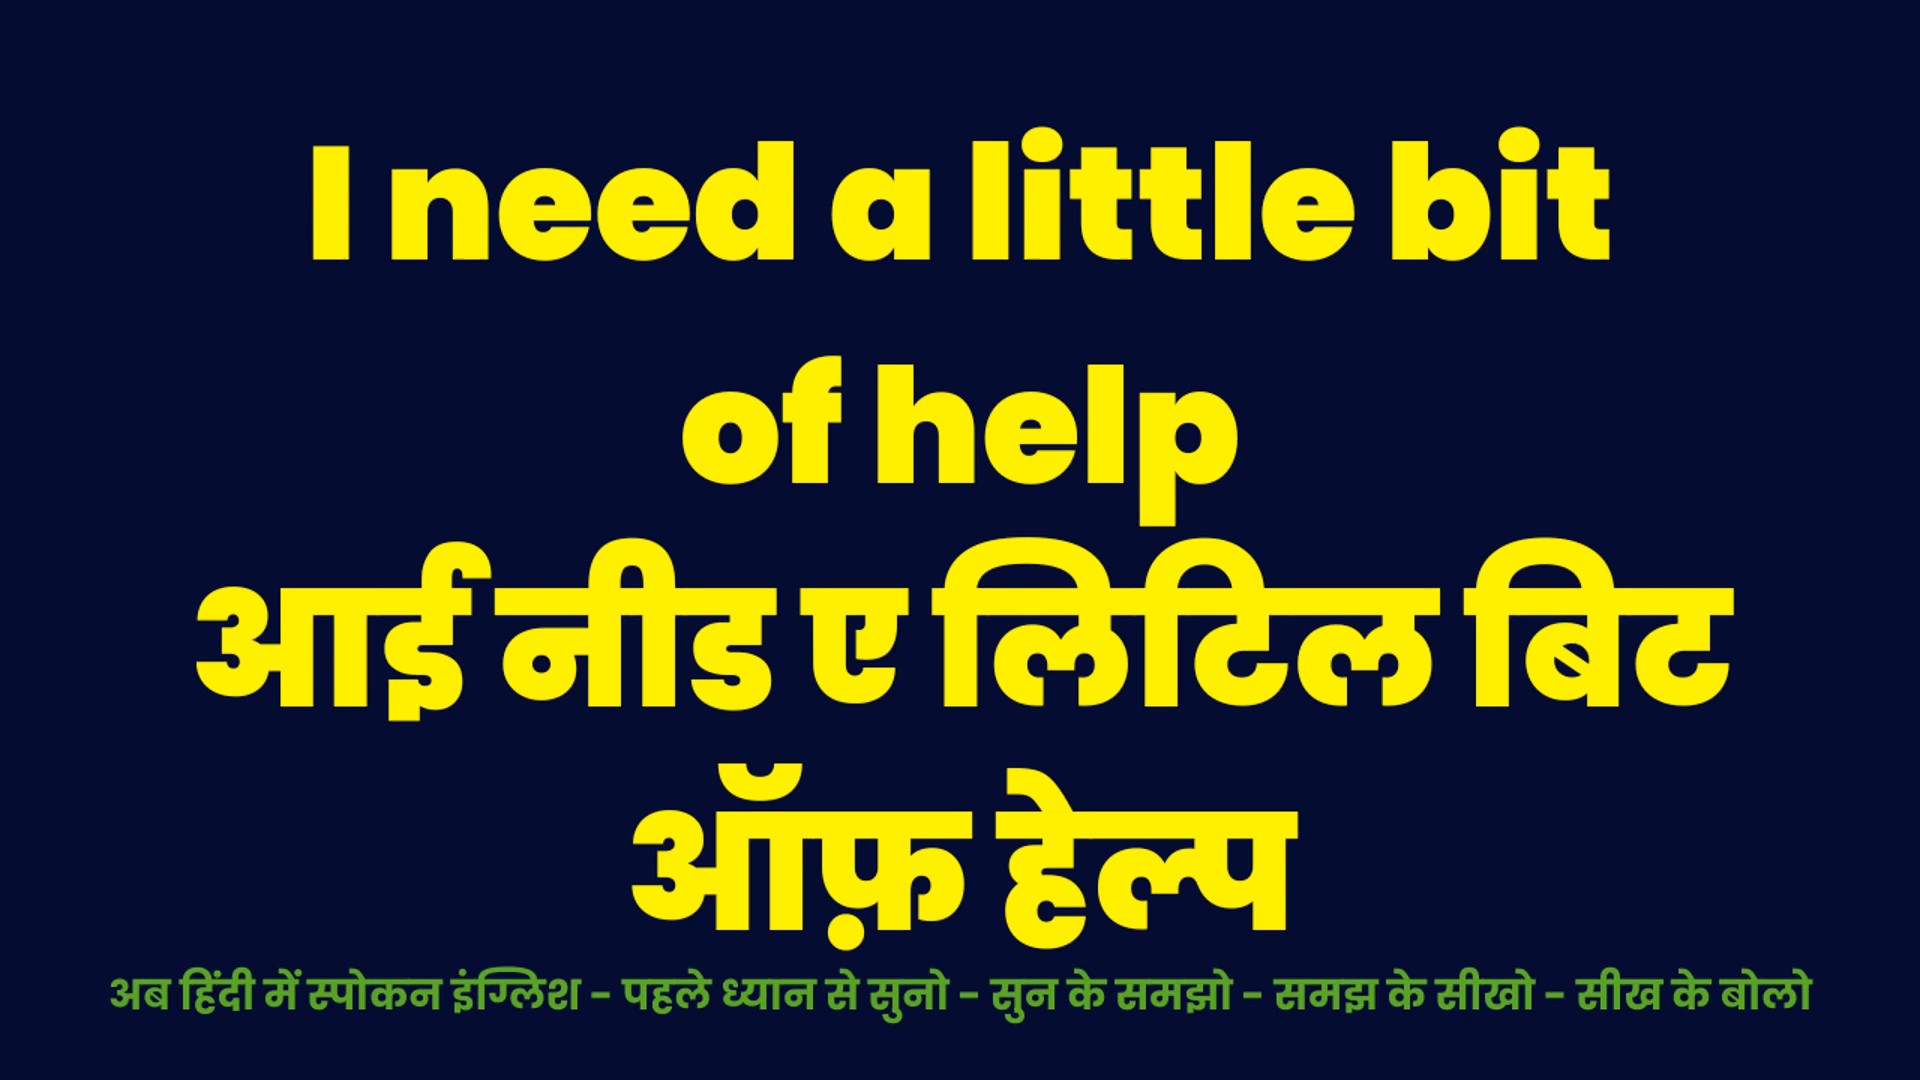 I need a little bit
of help
आई नीड ए लिटिल बिट
ऑफ़ हेल्प
अब हिंदी में स्पोकन इंग्लिश - पहले ध्यान से सुनो - सुन के समझो - समझ के सीखो - सीख के बोलो